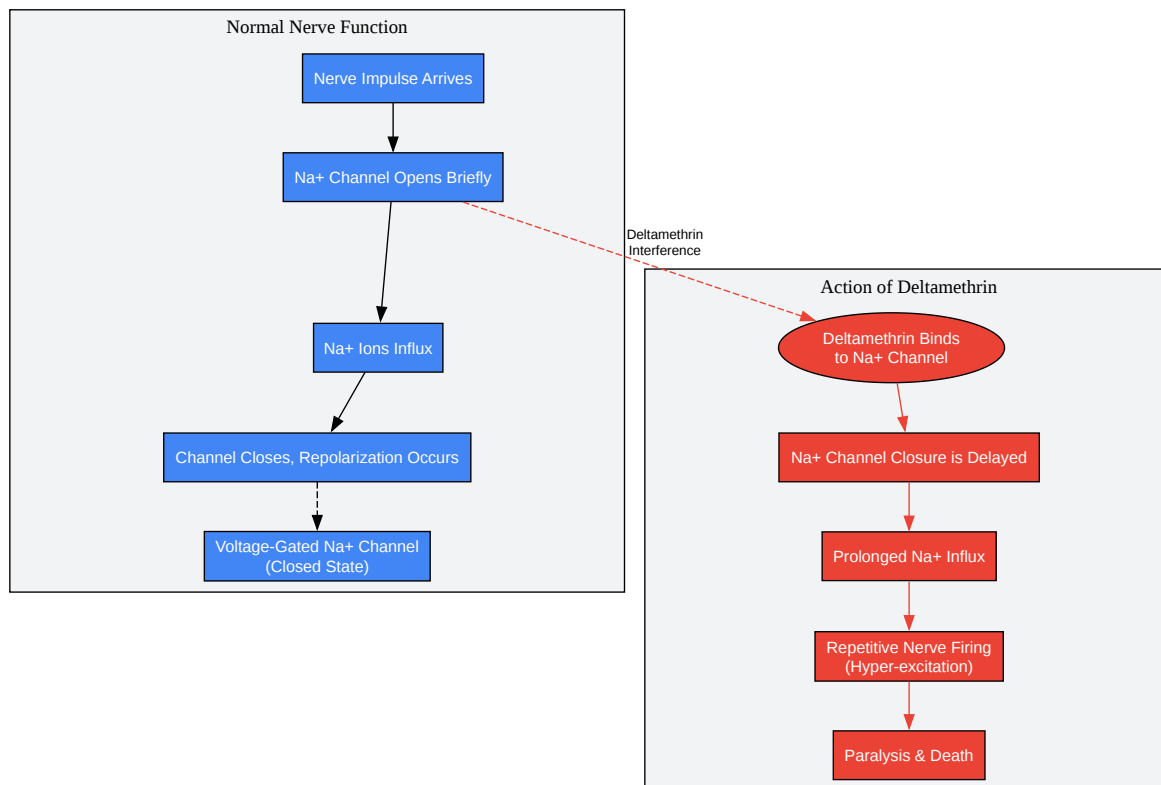 Normal Nerve Function
Nerve Impulse Arrives
Na+ Channel Opens Briefly
Na+ Ions Influx
Channel Closes, Repolarization Occurs
Voltage-Gated Na+ Channel
(Closed State)
Deltamethrin
Interference
Action of Deltamethrin
Deltamethrin Binds
to Na+ Channel
Na+ Channel Closure is Delayed
Prolonged Na+ Influx
Repetitive Nerve Firing
(Hyper-excitation)
Paralysis & Death